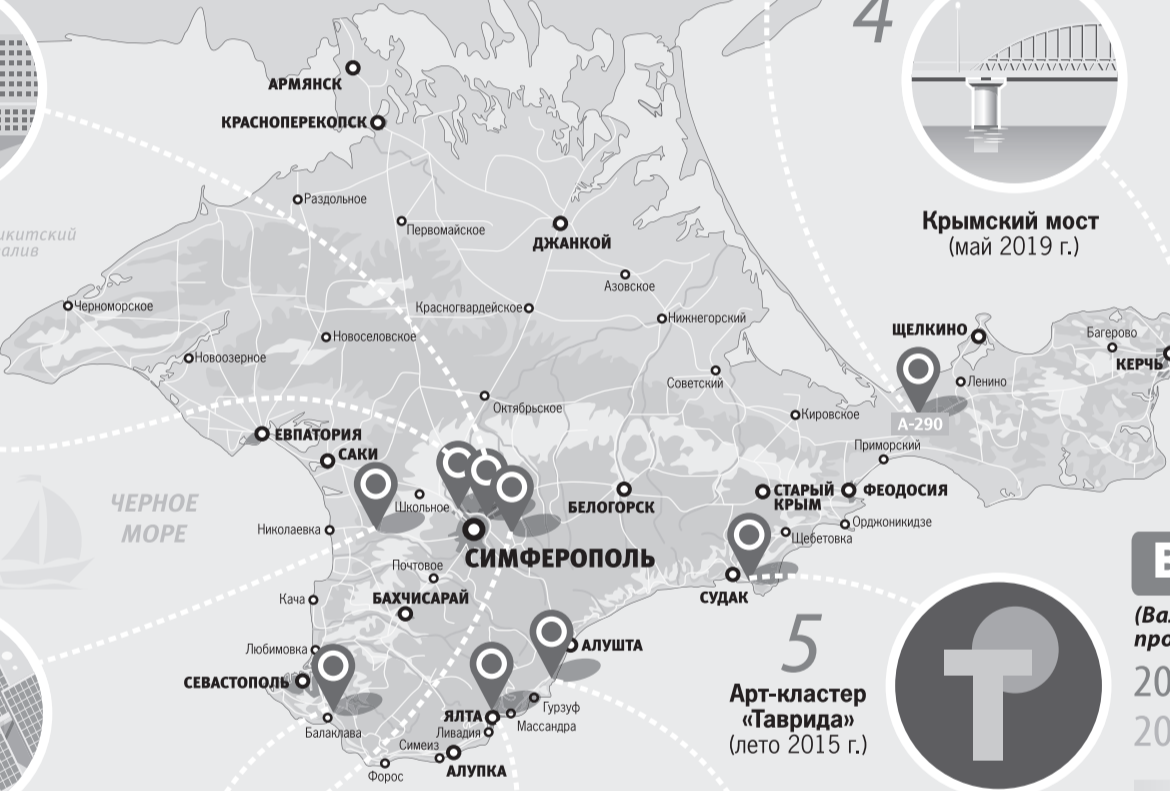 4
АРМЯНСК
КРАСНОПЕРЕКОПСК
Раздольное
Первомайское
ДЖАНКОЙ
Крымский мост
(май 2019 г.)
Азовское
Черноморское
Красногвардейское
Нижнегорский
Новоселовское
Новоозерное
ЩЕЛКИНО
Багерово
КЕРЧЬ
Советский
Ленино
Октябрьское
Кировское
А-290
ЕВПАТОРИЯ
САКИ
Приморский
ЧЕРНОЕ
МОРЕ
Школьное
БЕЛОГОРСК
СТАРЫЙ
КРЫМ
ФЕОДОСИЯ
Николаевка
Орджоникидзе
Щебетовка
СИМФЕРОПОЛЬ
Почтовое
Кача
БАХЧИСАРАЙ
СУДАК
5
Арт-кластер
«Таврида»
(лето 2015 г.)
Т
АЛУШТА
Любимовка
СЕВАСТОПОЛЬ
Гурзуф
ЯЛТА
Массандра
Балаклава
Ливадия
Симеиз
АЛУПКА
Форос
20
20